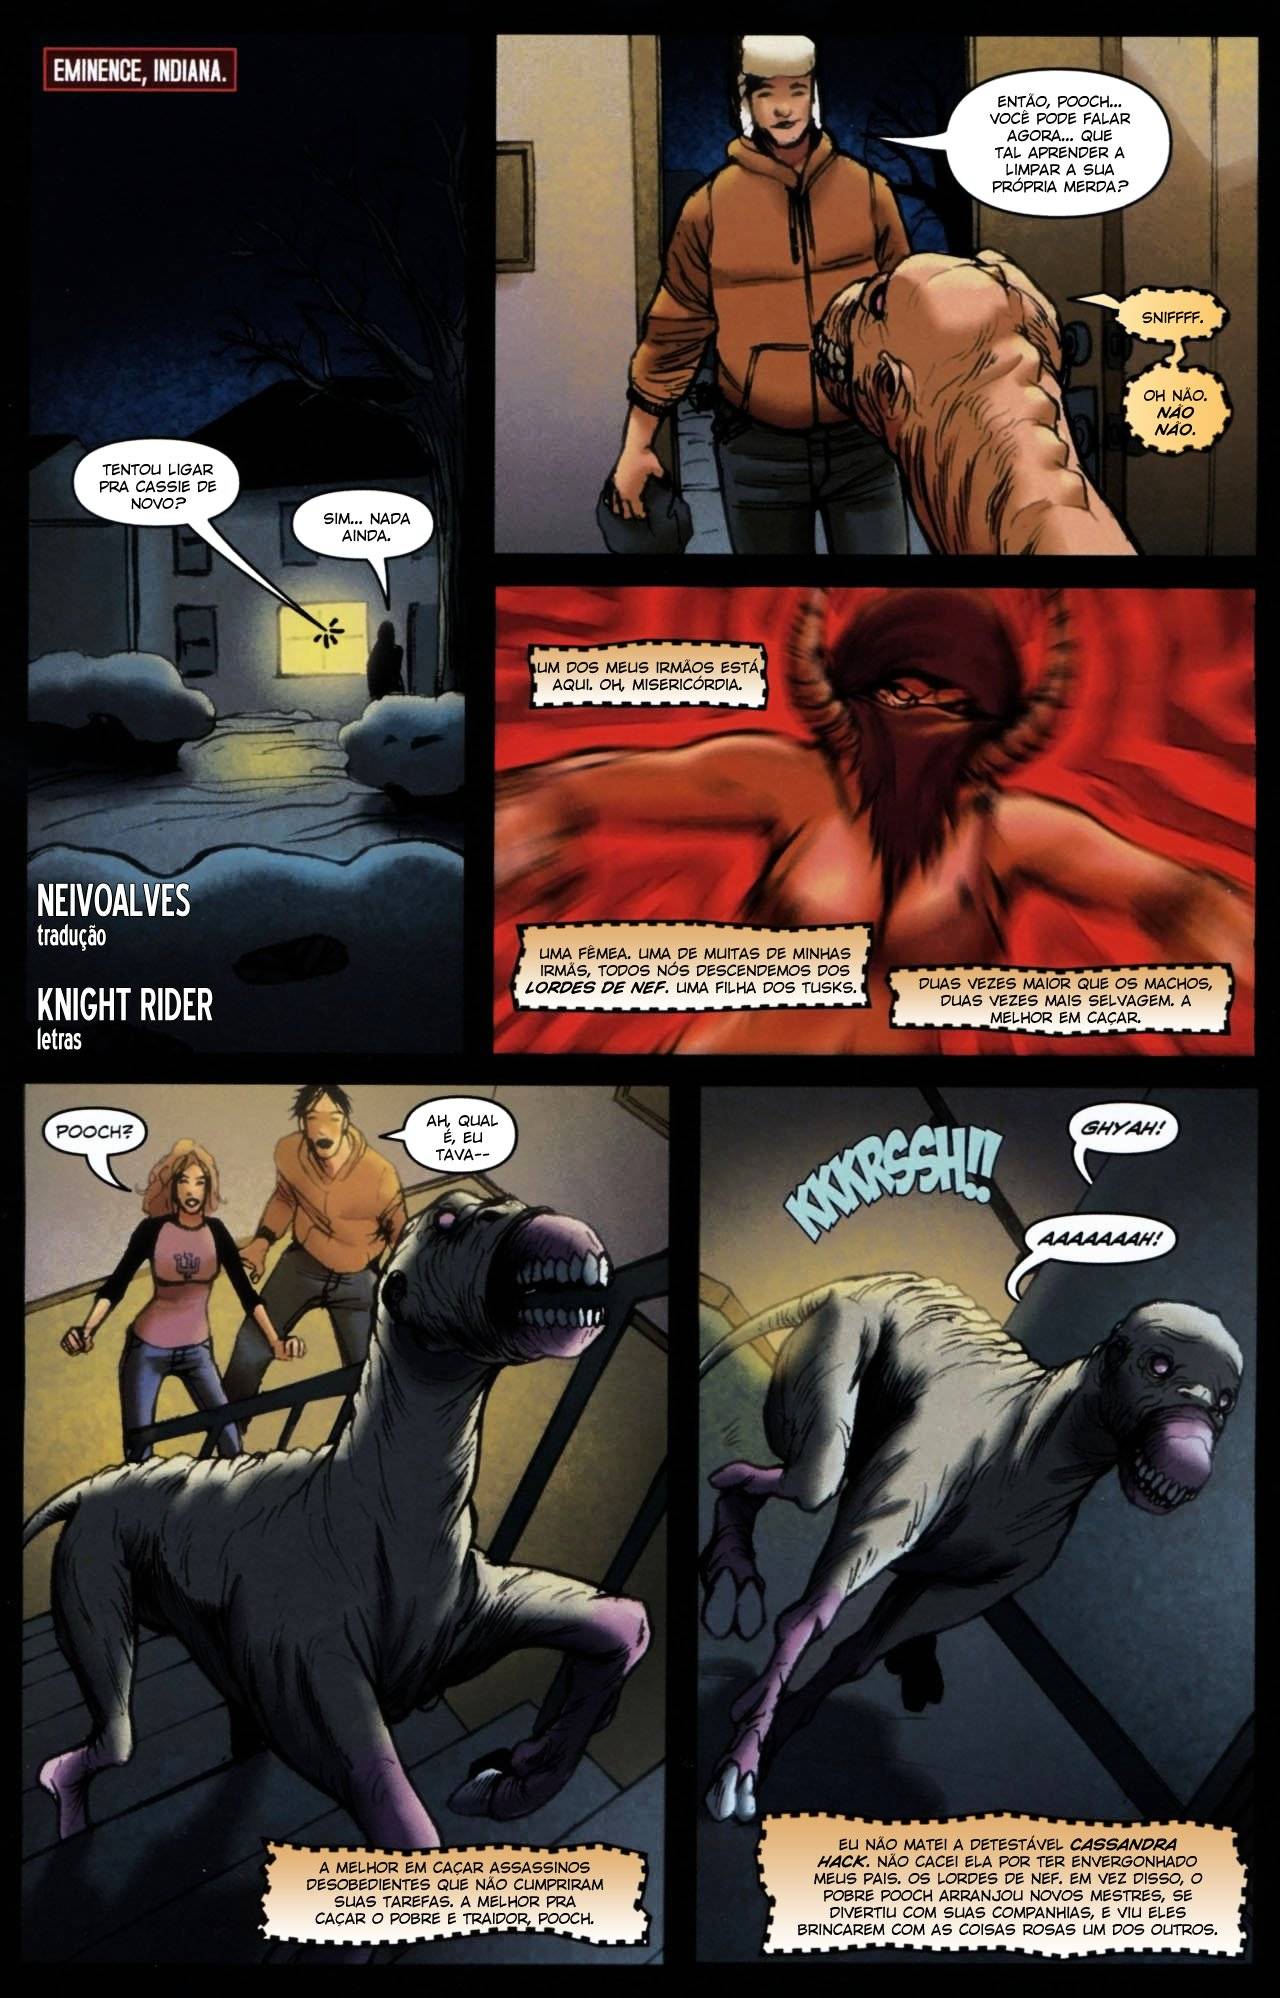 EMINENCE, INDIANA.
TENTOU LIGAR
PRA CASSIE DE
NOVO?
SIM... NADA
AINDA.
NEIVOALVES
tradução
KNIGHT RIDER
letras
ENTÃO, POOCH...
VOCÊ PODE FALAR
AGORA... QUE
TAL APRENDER A
LIMPAR A SUA
PRÓPRIA MERDA?
SNIFFFF.
OH NÃO.
NÃO
NÃO.
UM DOS MEUS IRMÃOS ESTÁ
AQUI. OH, MISERICÓRDIA.
UMA FÊMEA. UMA DE MUITAS DE MINHAS
IRMÃS, TODOS NÓS DESCENDEMOS DOS
LORDES DE NEF. UMA FILHA DOS TUSKS.
DUAS VEZES MAIOR QUE OS MACHOS,
DUAS VEZES MAIS SELVAGEM. A
MELHOR EM CAÇAR.
POOCH?
AH, QUAL
É, EU
TAVA--
A MELHOR EM CAÇAR ASSASSINOS
DESOBEDIENTES QUE NÃO CUMPRIRAM
SUAS TAREFAS. A MELHOR PRA
CAÇAR O POBRE E TRAIDOR, POOCH.
KKKRSSH!!
GHYAH!
AAAAAAAH!
EU NÃO MATEI A DETESTÁVEL CASSANDRA
HACK. NÃO CACEI ELA POR TER ENVERGONHADO
MEUS PAIS. OS LORDES DE NEF. EM VEZ DISSO, O
POBRE POOCH ARRANJOU NOVOS MESTRES, SE
DIVERTIU COM SUAS COMPANHIAS, E VIU ELES
BRINCAREM COM AS COISAS ROSAS UM DOS OUTROS.